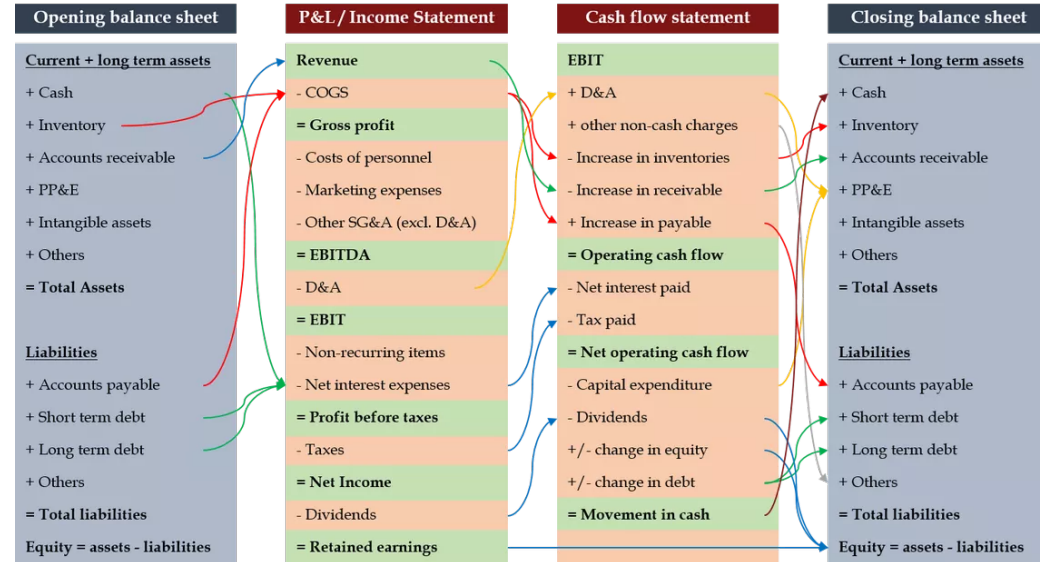 Opening balance sheet
Current + long term assets
+ Cash
+ Inventory
+ Accounts receivable
+ PP&E
+ Intangible assets
+ Others
= Total Assets
Liabilities
+ Accounts payable
+ Short term debt
+ Long term debt
+ Others
= Total liabilities
Equity = assets - liabilities
P&L / Income Statement
Revenue
- COGS
= Gross profit
- Costs of personnel
- Marketing expenses
- Other SG&A (excl. D&A)
= EBITDA
- D&A
= EBIT
- Non-recurring items
- Net interest expenses
= Profit before taxes
- Taxes
= Net Income
- Dividends
= Retained earnings
Cash flow statement
EBIT
+ D&A
+ other non-cash charges
- Increase in inventories
- Increase in receivable
+ Increase in payable
= Operating cash flow
- Net interest paid
- Tax paid
= Net operating cash flow
- Capital expenditure
- Dividends
+/- change in equity
+/- change in debt
= Movement in cash
Closing balance sheet
Current + long term assets
+ Cash
+ Inventory
+ Accounts receivable
+ PP&E
+ Intangible assets
+ Others
= Total Assets
Liabilities
+ Accounts payable
+ Short term debt
+ Long term debt
+ Others
= Total liabilities
Equity = assets - liabilities